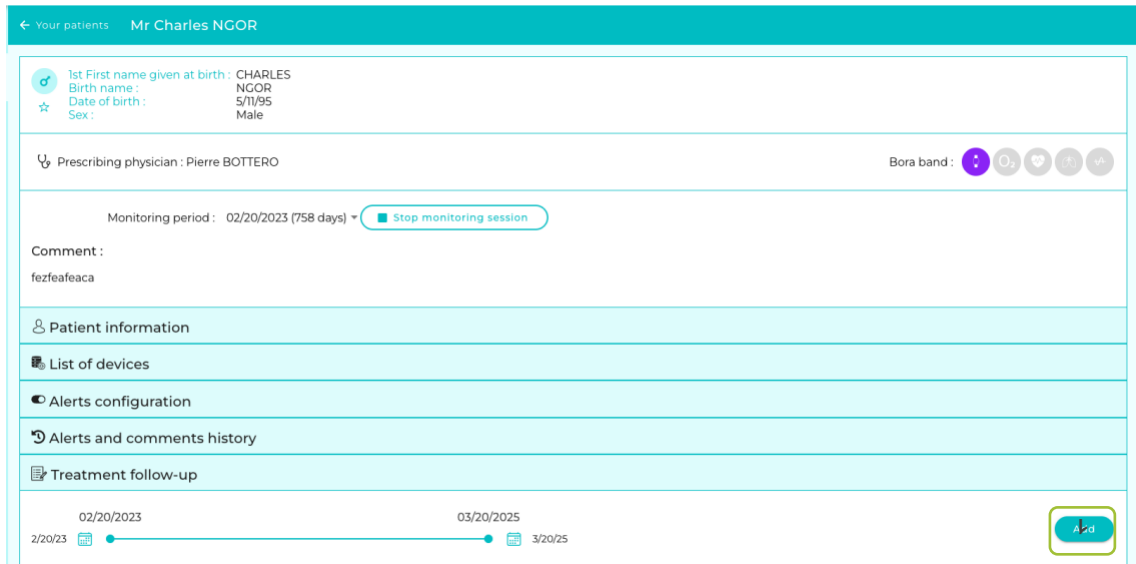 ← Your patients Mr Charles NGOR
1st First name given at birth : CHARLES
Birth name : NGOR
Date of birth : 5/11/95
Sex : Male
Prescribing physician : Pierre BOTTERO Bora band : O₂
Monitoring period : 02/20/2023 (758 days) Stop monitoring session
Comment :
fezfeafeaca
Patient information
List of devices
Alerts configuration
Alerts and comments history
Treatment follow-up
02/20/2023 03/20/2025
2/20/23 3/20/25 Add